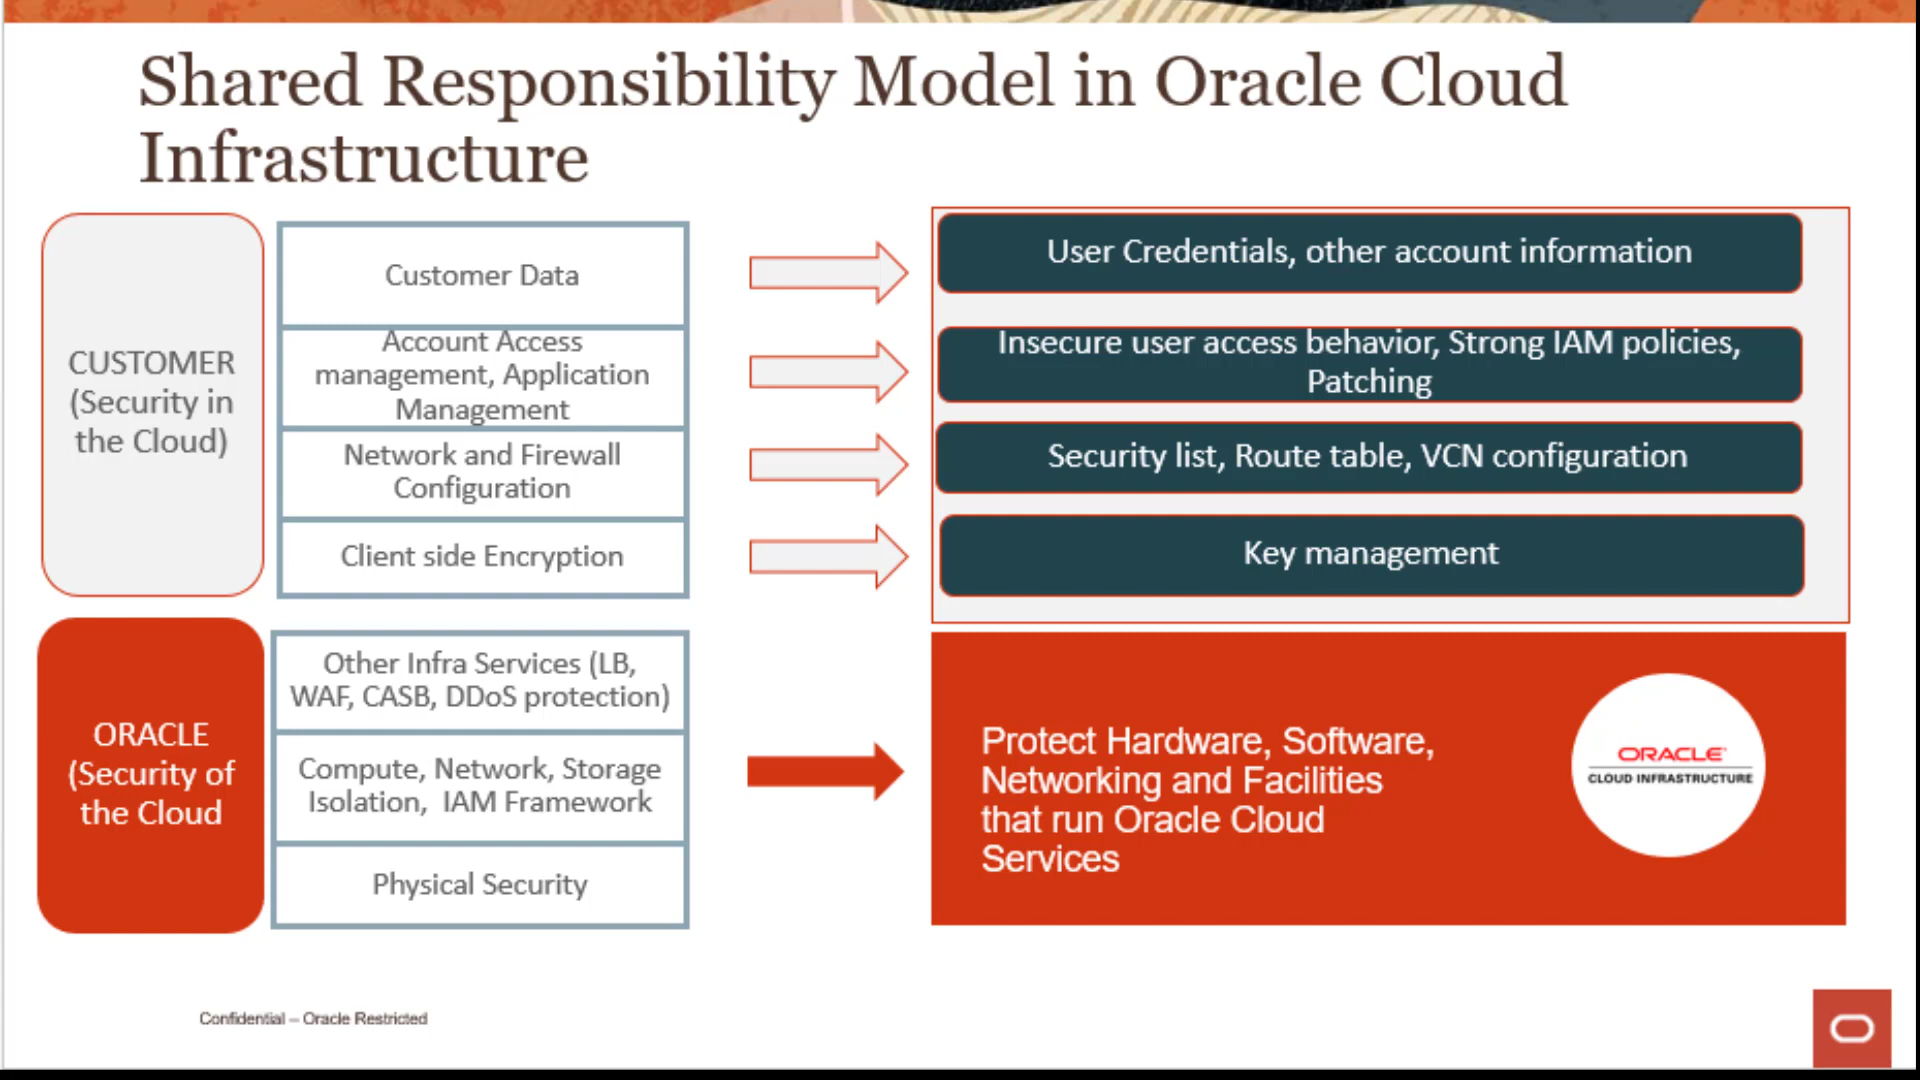 Shared Responsibility Model in Oracle Cloud
Infrastructure
CUSTOMER
(Security in
the Cloud)
Customer Data
User Credentials, other account information
Account Access
management, Application
Management
Insecure user access behavior, Strong IAM policies,
Patching
Network and Firewall
Configuration
Security list, Route table, VCN configuration
Client side Encryption
Key management
ORACLE
(Security of
the Cloud
Other Infra Services (LB,
WAF, CASB, DDoS protection)
Compute, Network, Storage
Isolation,  IAM Framework
Physical Security
Protect Hardware, Software,
Networking and Facilities
that run Oracle Cloud
Services
ORACLE
CLOUD INFRASTRUCTURE
Confidential – Oracle Restricted